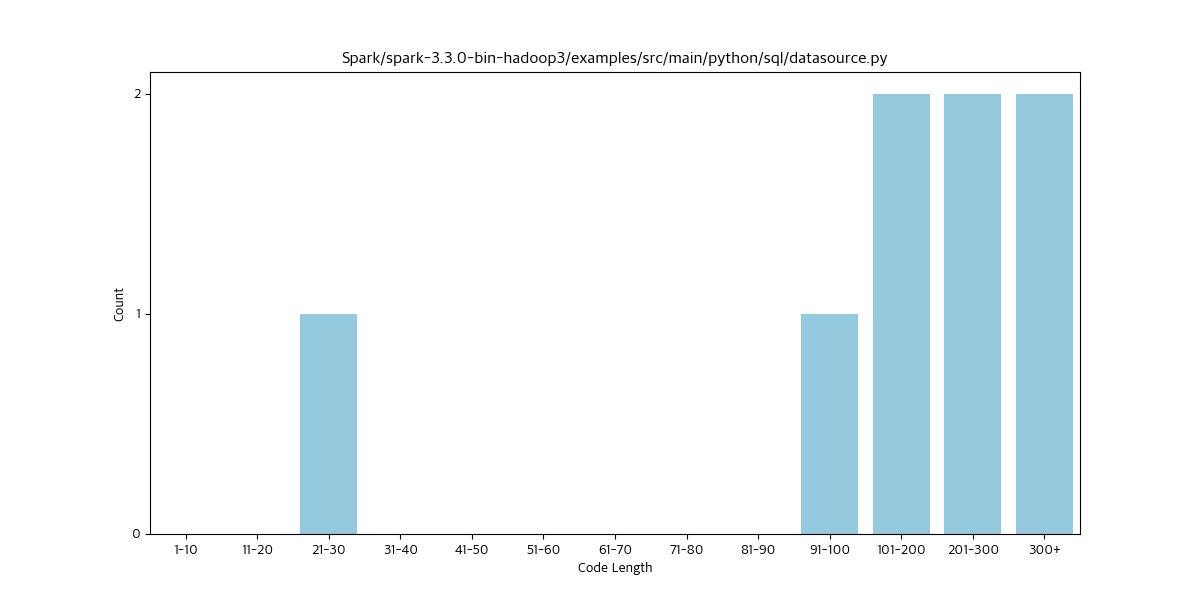 Spark/spark-3.3.0-bin-hadoop3/examples/src/main/python/sql/datasource.py
2
1
0
Count
1-10 11-20 21-30 31-40 41-50 51-60 61-70 71-80 81-90 91-100 101-200 201-300 300+
Code Length